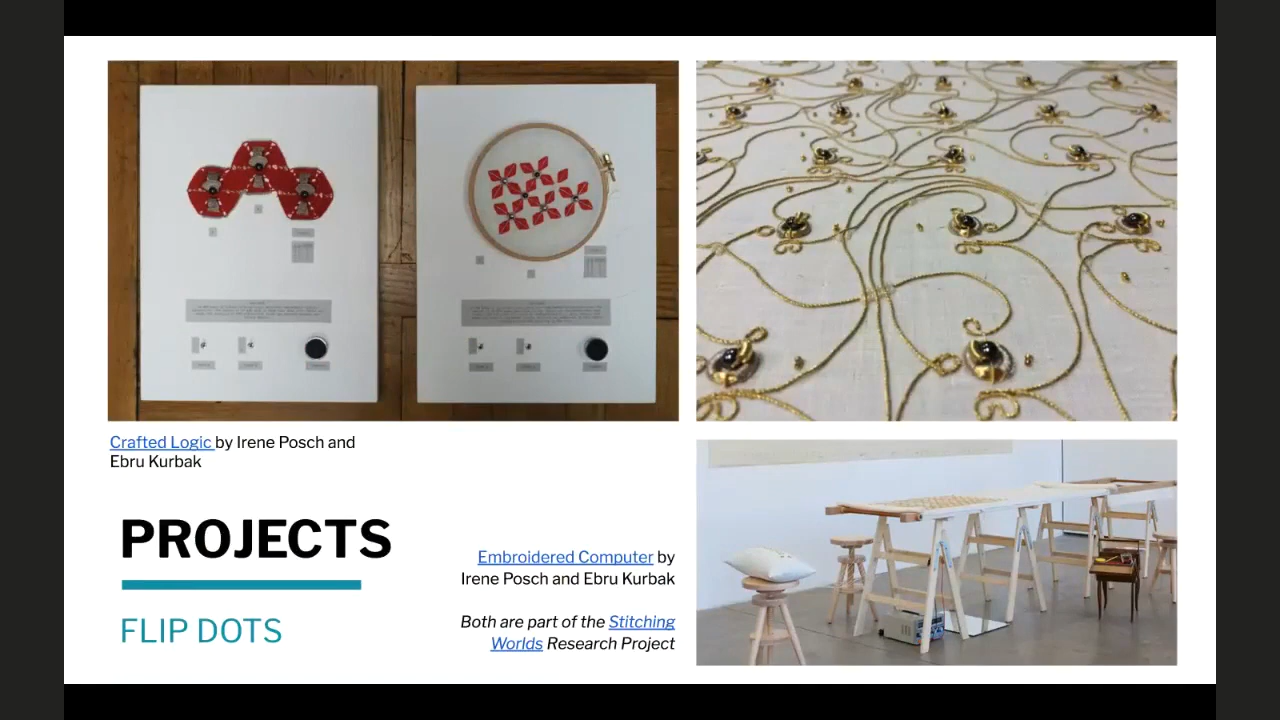 Crafted Logic by Irene Posch and
Ebru Kurbak
PROJECTS
FLIP DOTS
Embroidered Computer by
Irene Posch and Ebru Kurbak
Both are part of the Stitching
Worlds Research Project